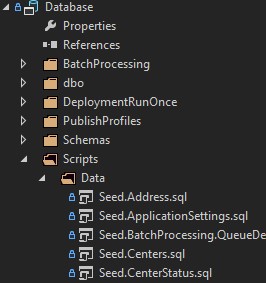 Database
Properties
References
BatchProcessing
dbo
DeploymentRunOnce
PublishProfiles
Schemas
Scripts
Data
Seed.Address.sql
Seed.ApplicationSettings.sql
Seed.BatchProcessing.QueueDe
Seed.Centers.sql
Seed.CenterStatus.sql